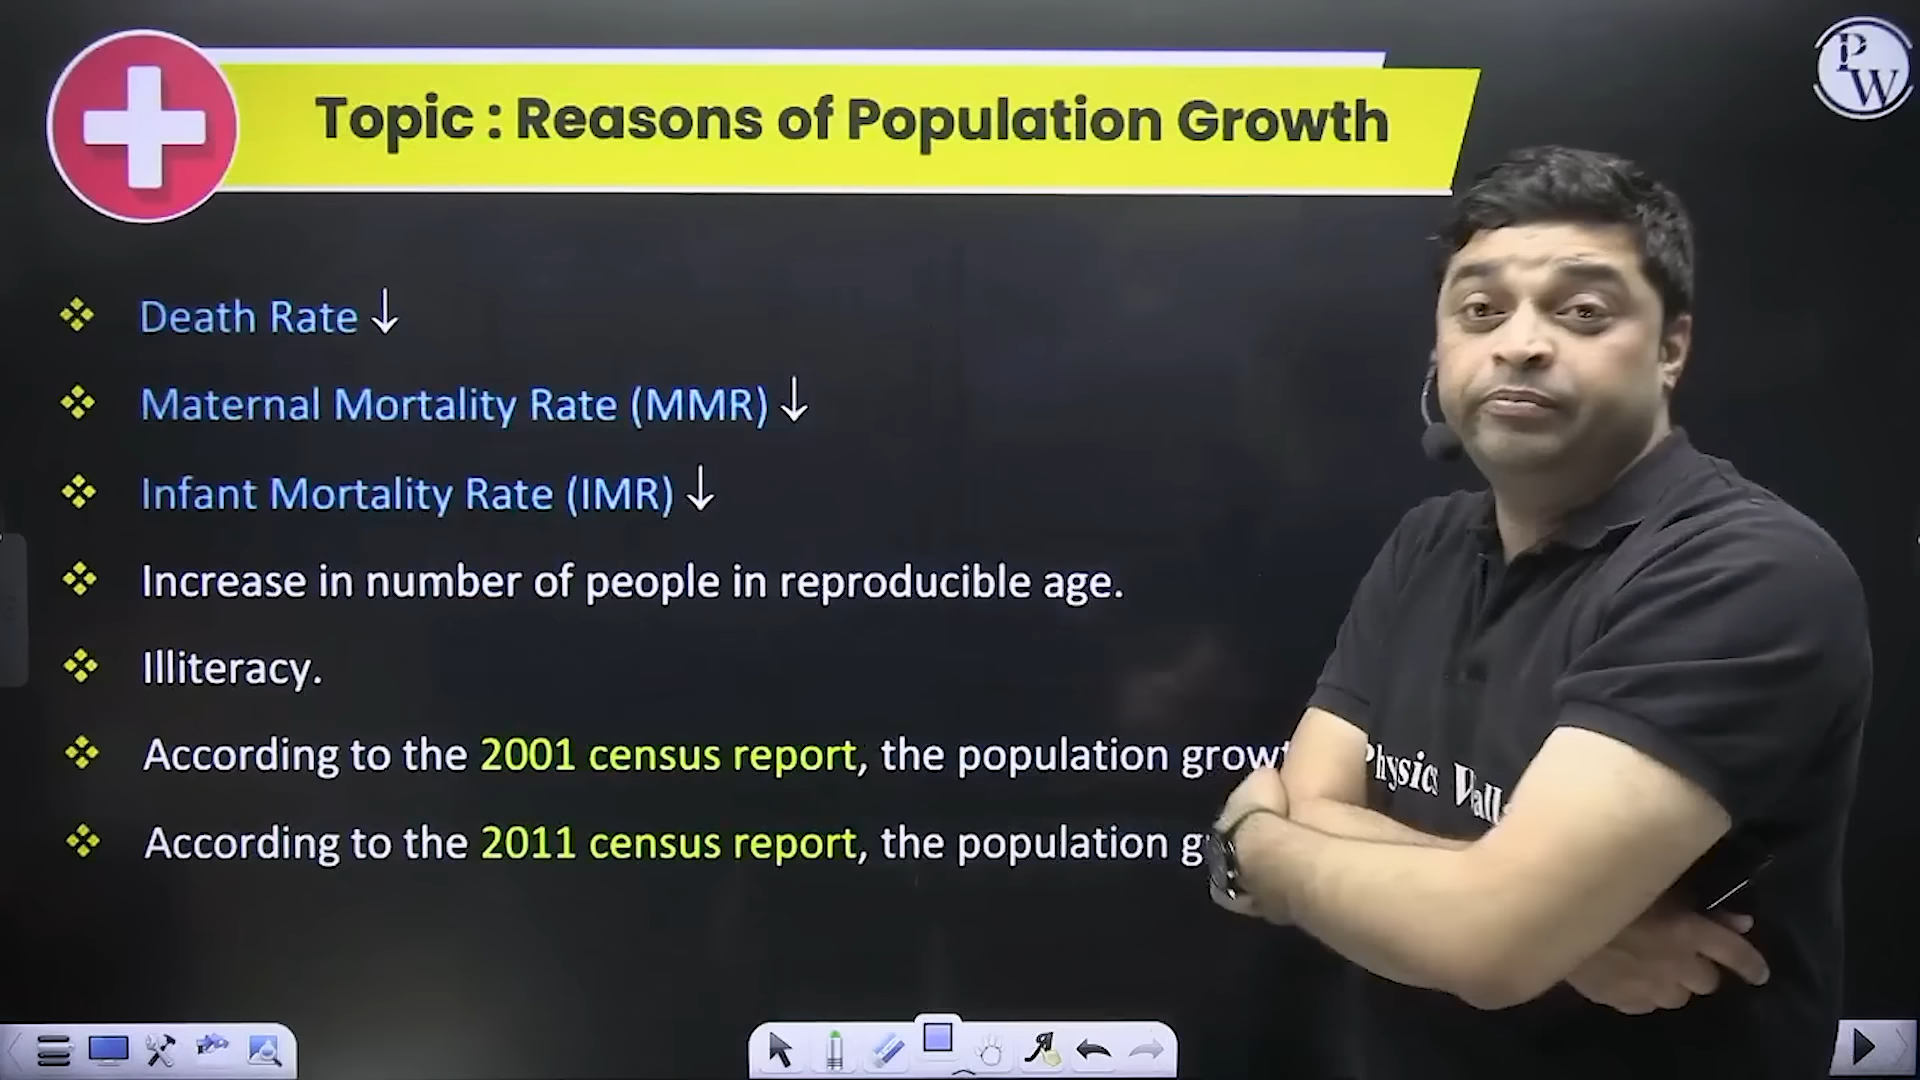 Topic : Reasons of Population Growth
PW
Death Rate ↓
Maternal Mortality Rate (MMR) ↓
Infant Mortality Rate (IMR) ↓
Increase in number of people in reproducible age.
Illiteracy.
According to the 2001 census report, the population
According to the 2011 census report, the population
Physics